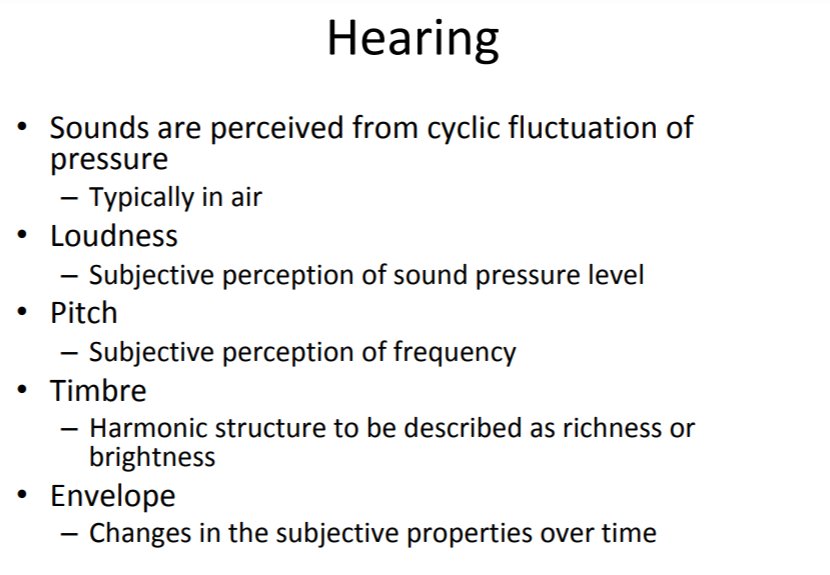 Hearing
• Sounds are perceived from cyclic fluctuation of
pressure
– Typically in air
• Loudness
– Subjective perception of sound pressure level
• Pitch
– Subjective perception of frequency
• Timbre
– Harmonic structure to be described as richness or
brightness
• Envelope
– Changes in the subjective properties over time